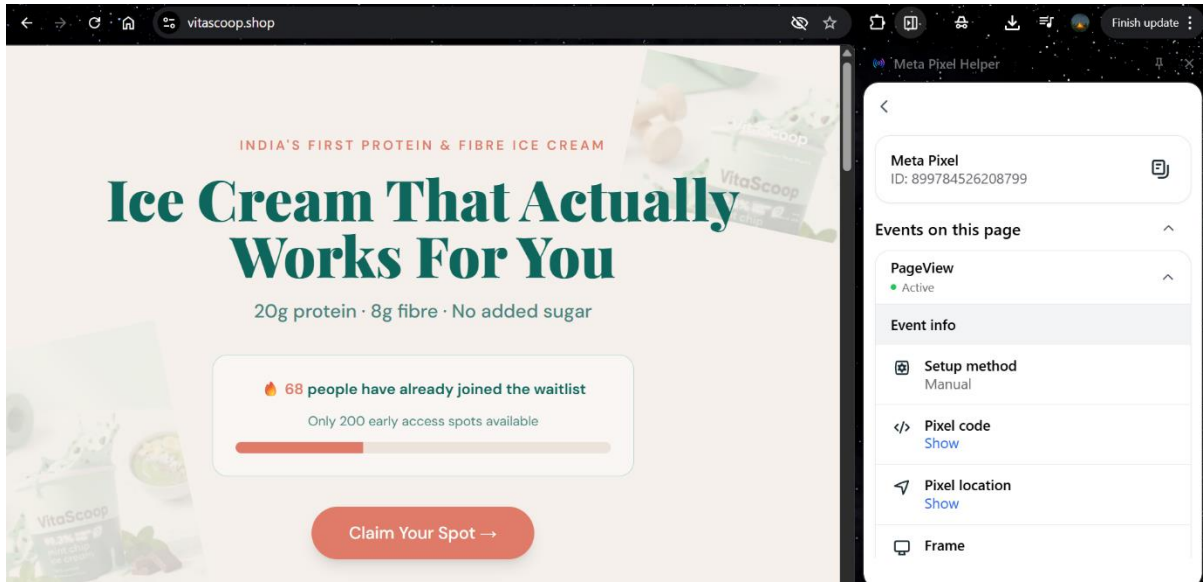 vitascoop.shop
Finish update
INDIA'S FIRST PROTEIN & FIBRE ICE CREAM
Ice Cream That Actually
Works For You
20g protein · 8g fibre · No added sugar
🔥 68 people have already joined the waitlist
Only 200 early access spots available
Claim Your Spot →
VitaScoop
VitaScoop
VitaScoop
Meta Pixel Helper
Meta Pixel
ID: 899784526208799
Events on this page
PageView
Active
Event info
Setup method
Manual
Pixel code
Show
Pixel location
Show
Frame